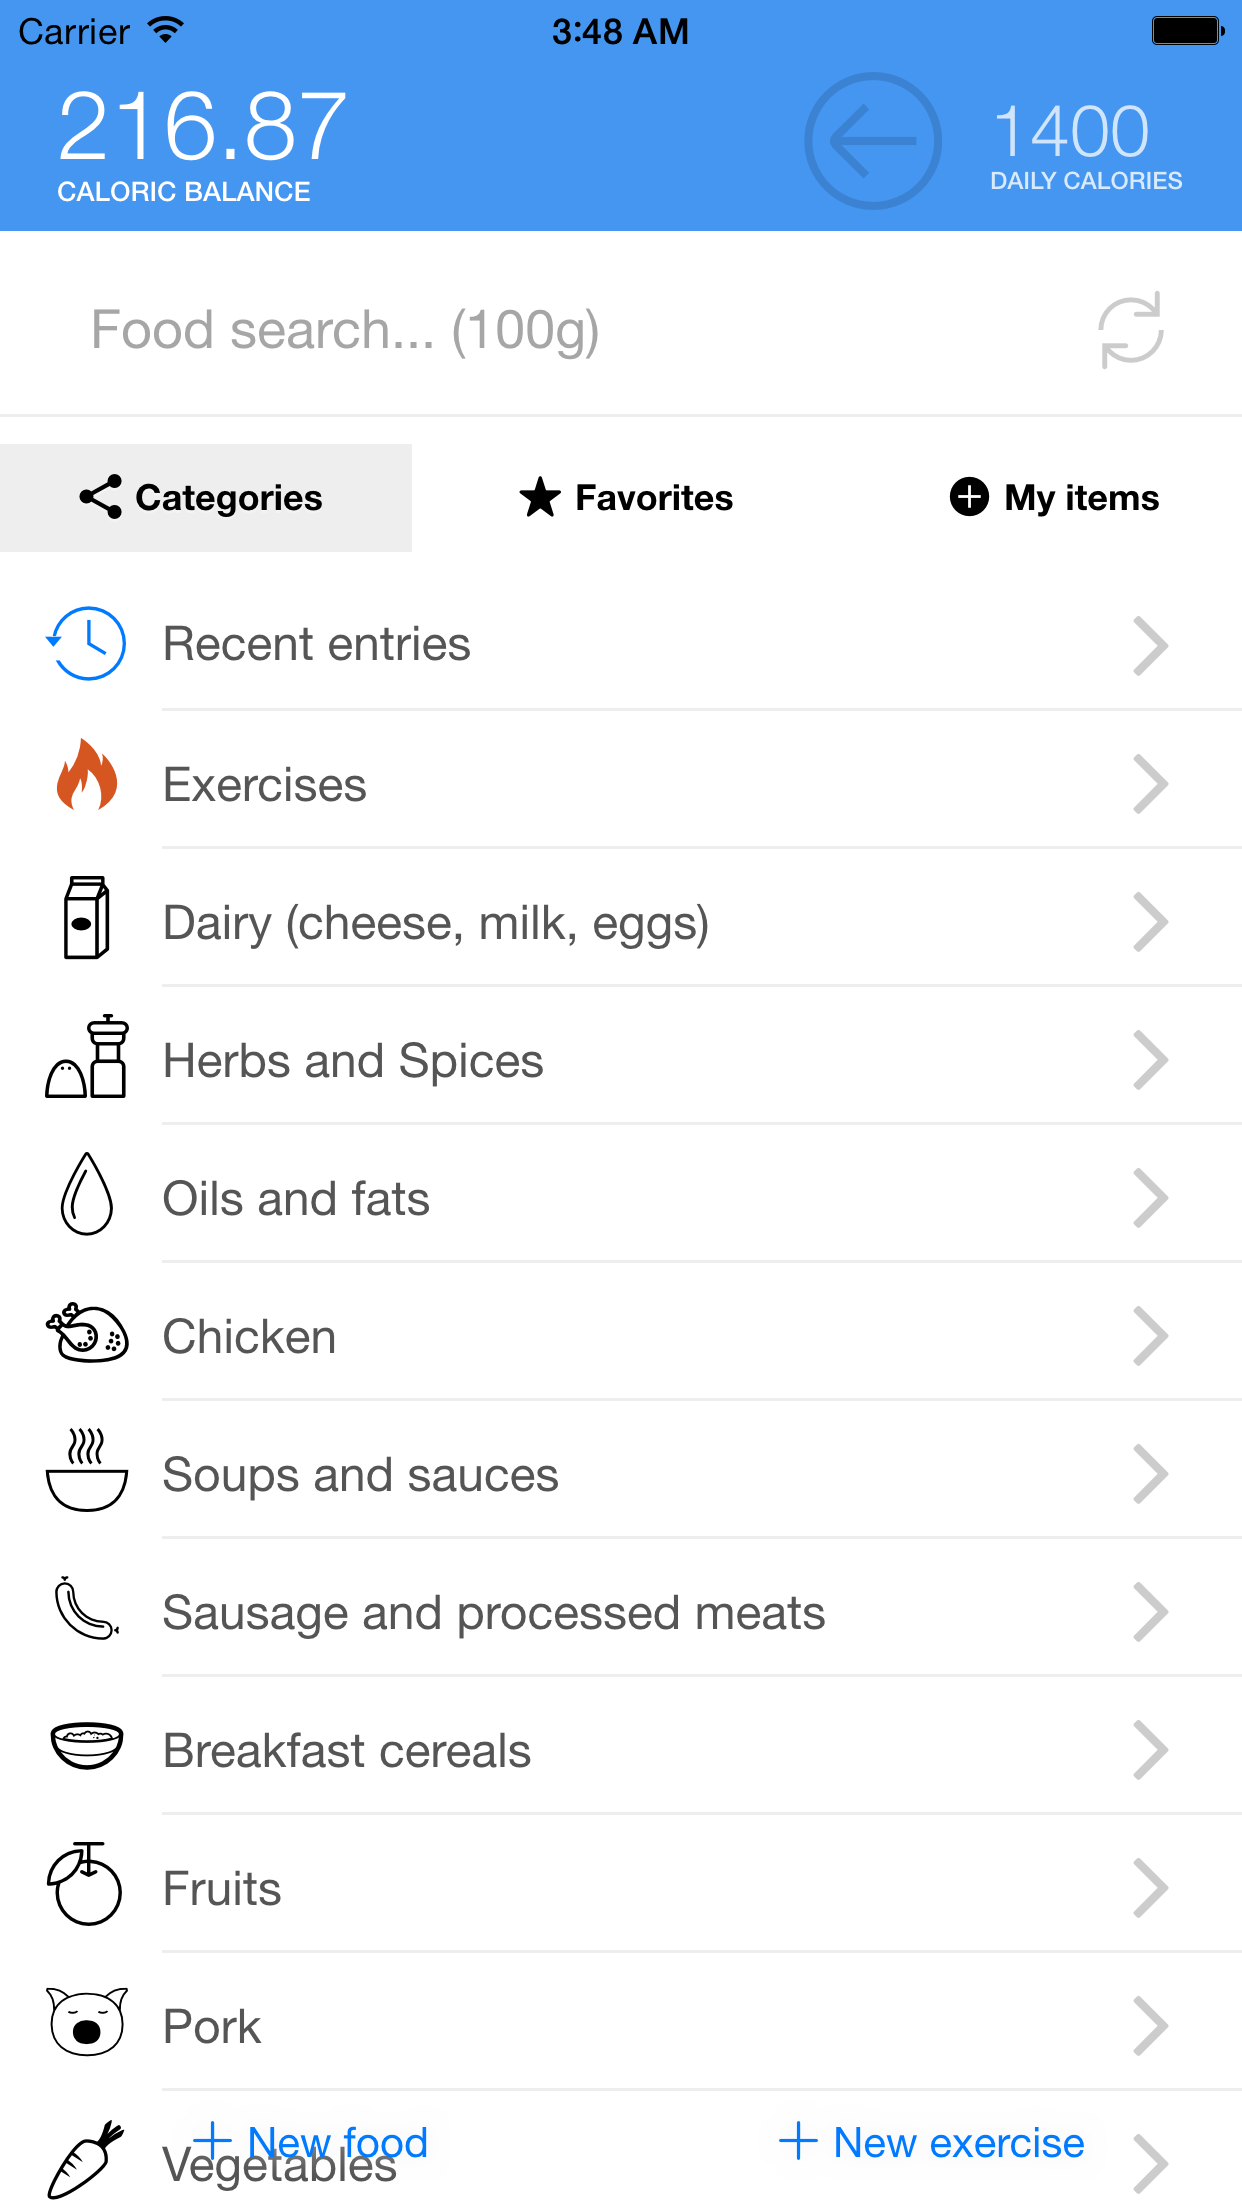 Carrier 3:48 AM
216.87 1400
CALORIC BALANCE DAILY CALORIES
Food search... (100g)
Categories Favorites My items
Recent entries
Exercises
Dairy (cheese, milk, eggs)
Herbs and Spices
Oils and fats
Chicken
Soups and sauces
Sausage and processed meats
Breakfast cereals
Fruits
Pork
New food New exercise
Vegetables